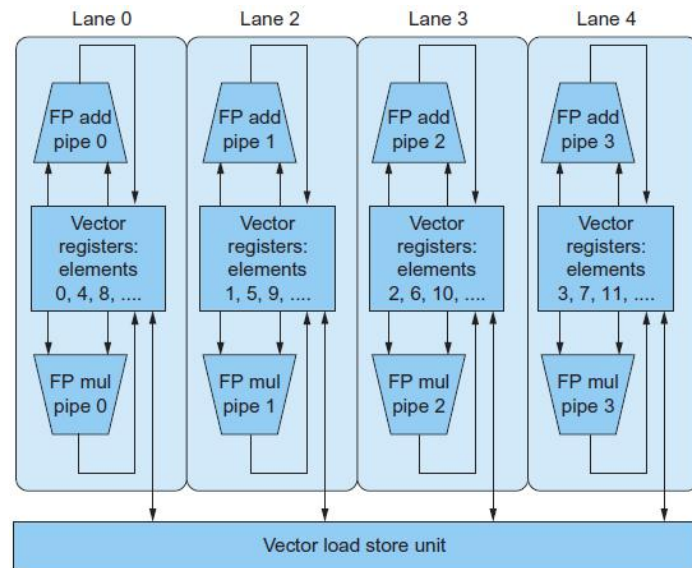 Lane 0
Lane 2
Lane 3
Lane 4
FP add
pipe 0
FP add
pipe 1
FP add
pipe 2
FP add
pipe 3
Vector
registers:
elements
0, 4, 8, ....
Vector
registers:
elements
1, 5, 9, ....
Vector
registers:
elements
2, 6, 10, ....
Vector
registers:
elements
3, 7, 11, ....
FP mul
pipe 0
FP mul
pipe 1
FP mul
pipe 2
FP mul
pipe 3
Vector load store unit